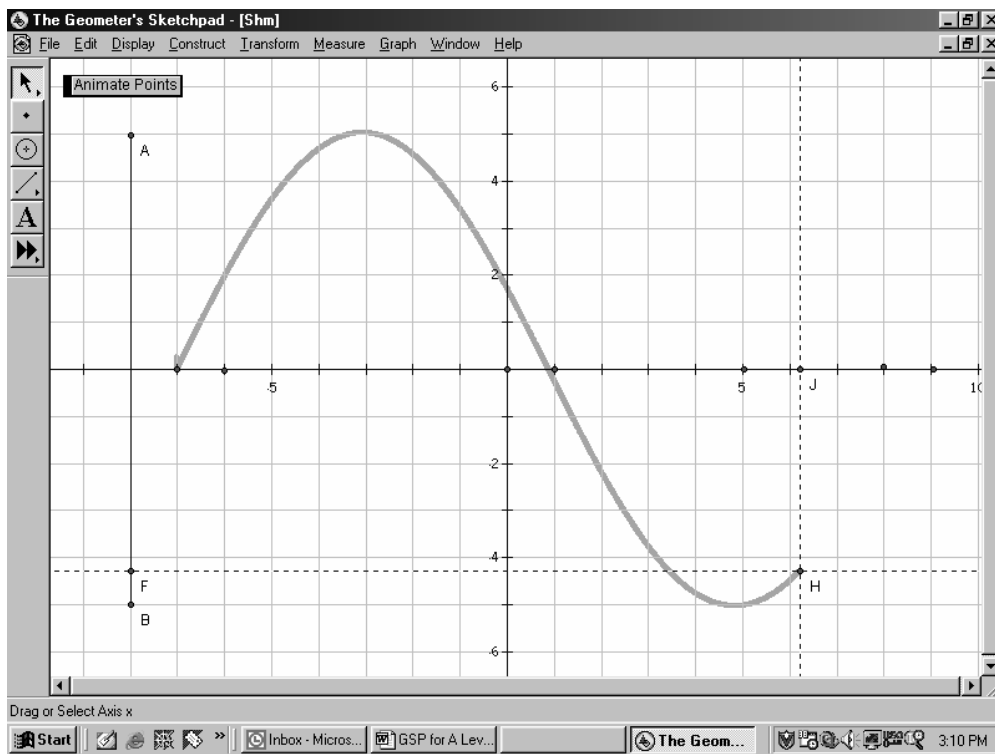 The Geometer's Sketchpad - [Shm]
File Edit Display Construct Transform Measure Graph Window Help
Animate Points
A
6
4
2
-5
5
10
J
-2
-4
F
H
B
-6
Drag or Select Axis x
Start » Inbox - Micros... GSP for A Lev... The Geom... 3:10 PM